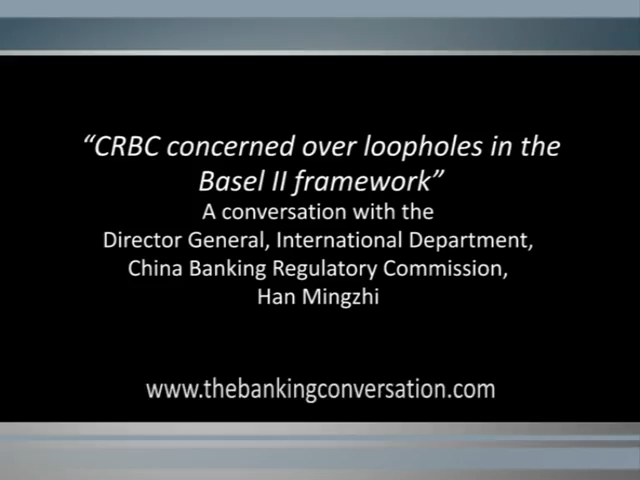 “CRBC concerned over loopholes in the
Basel II framework”
A conversation with the
Director General, International Department,
China Banking Regulatory Commission,
Han Mingzhi
www.thebankingconversation.com